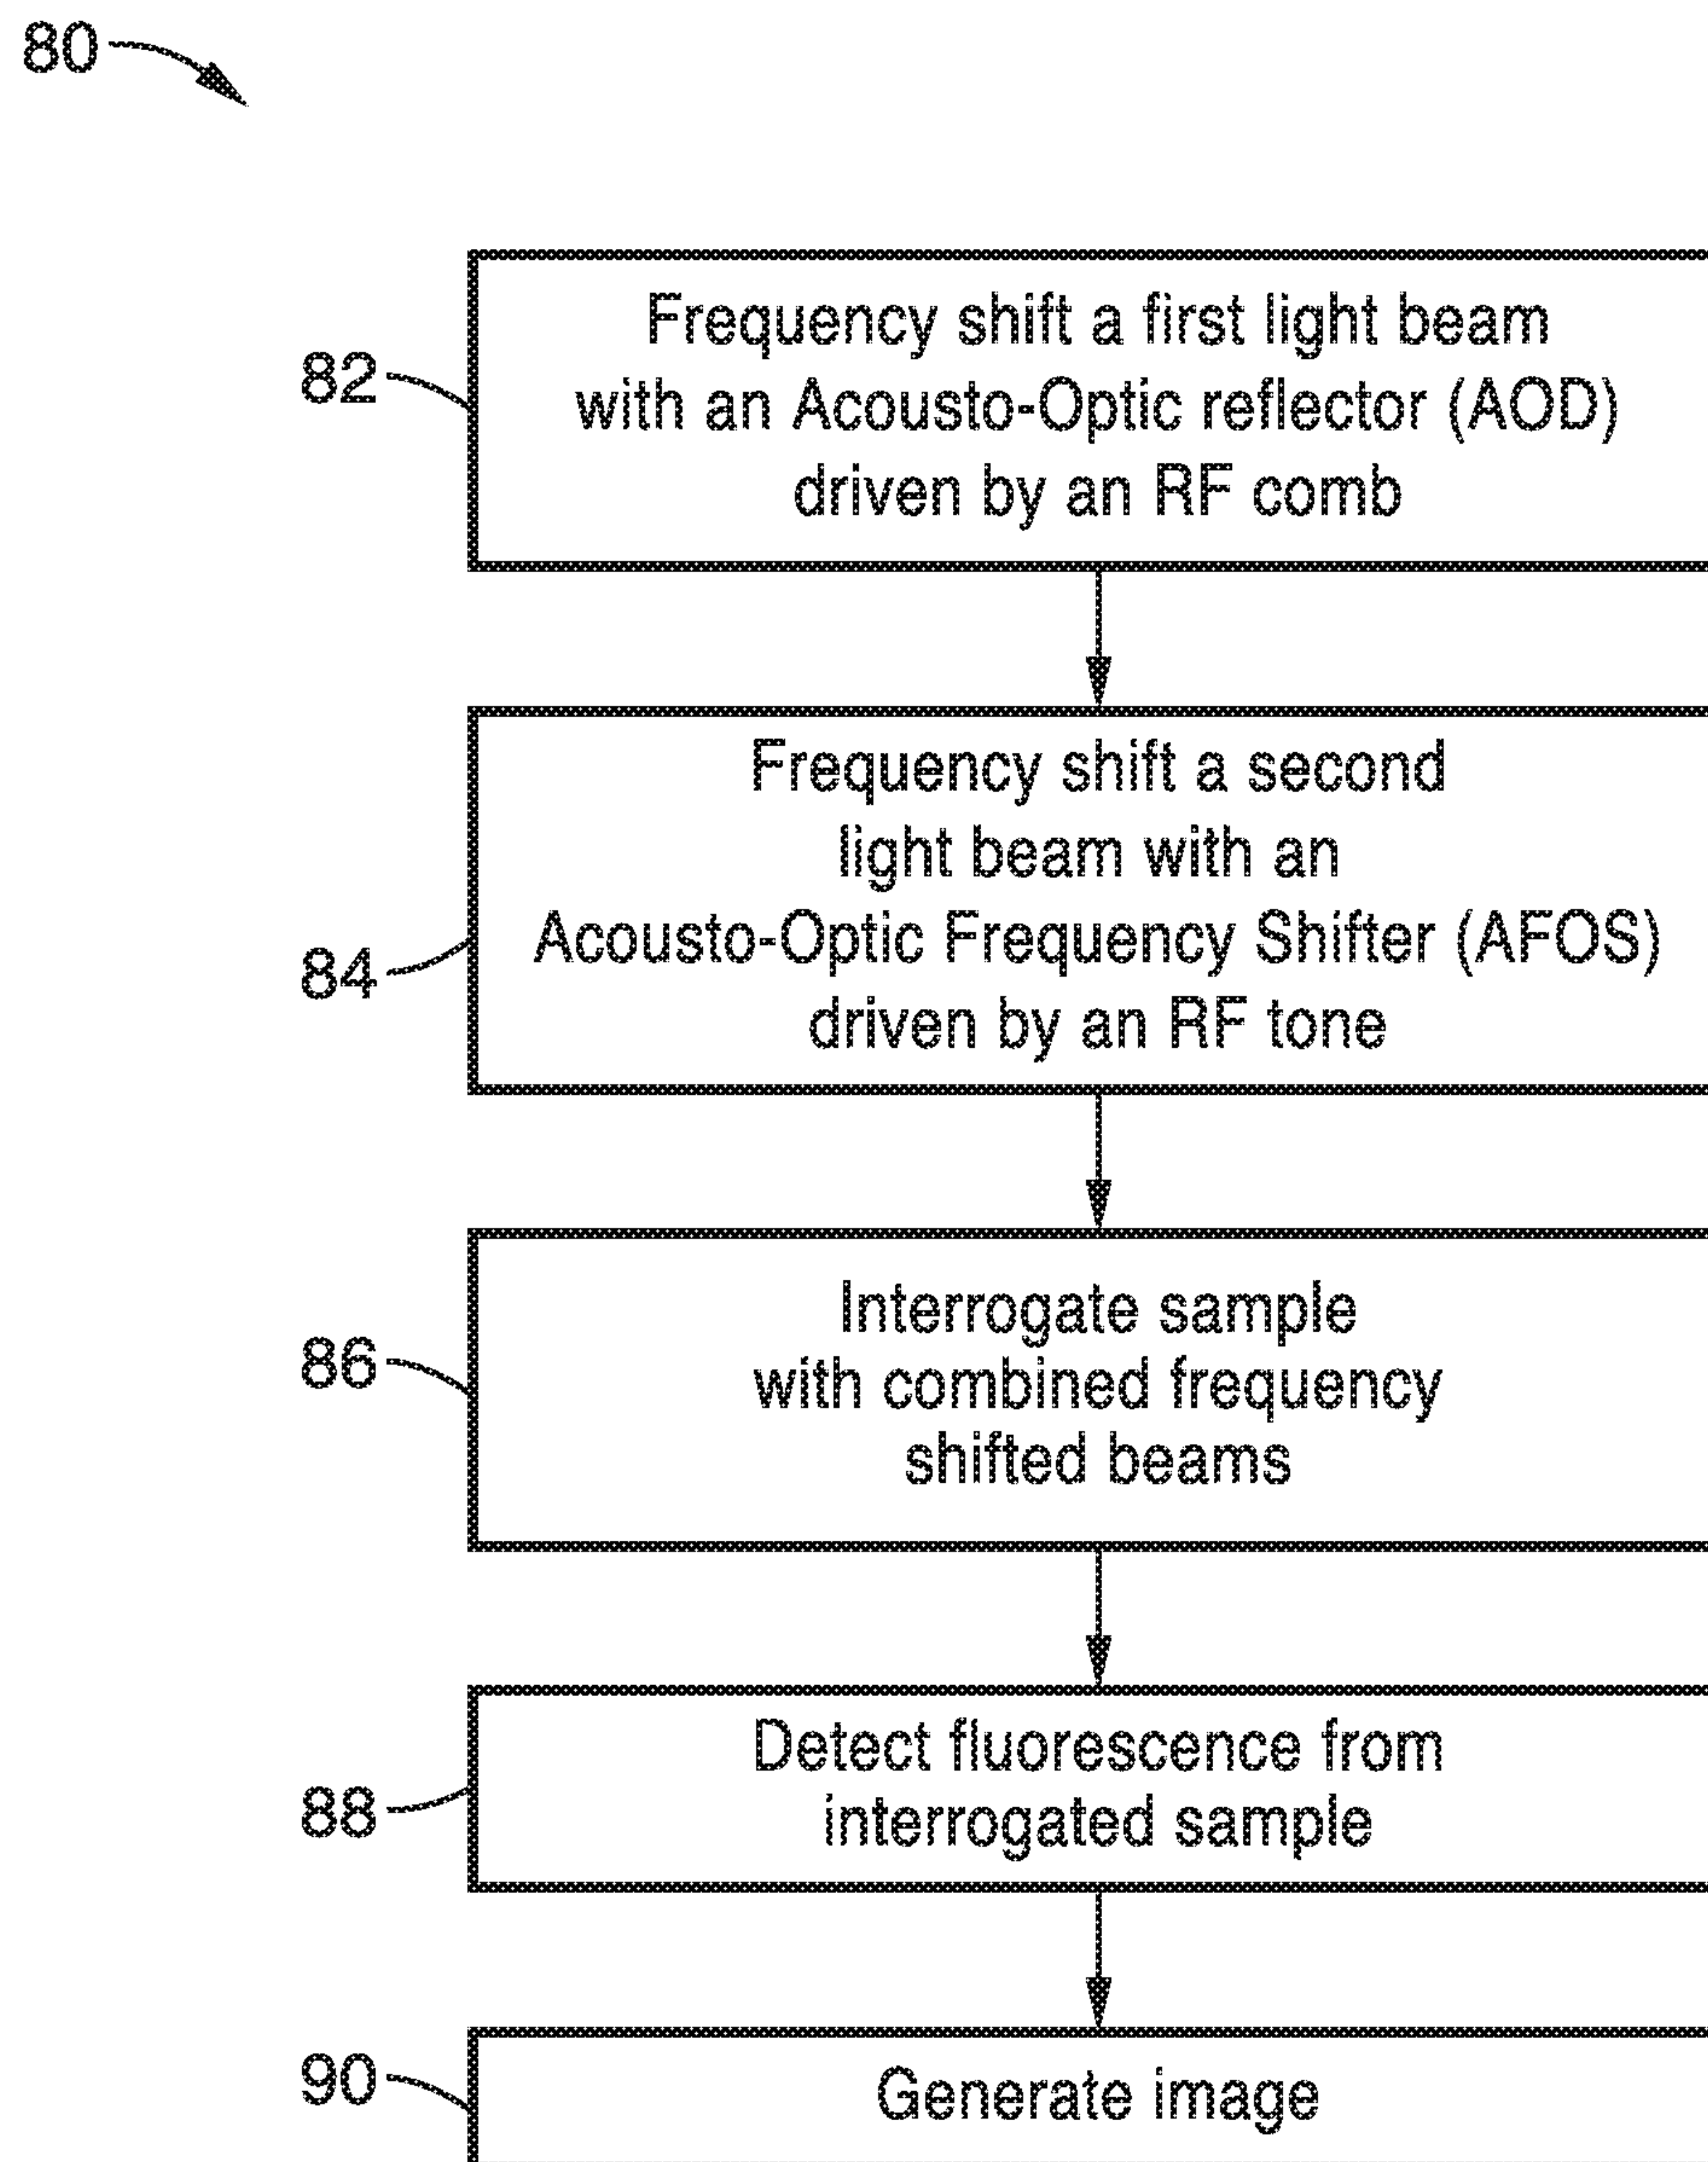 80
82
Frequency shift a first light beam
with an Acousto-Optic reflector (AOD)
driven by an RF comb
84
Frequency shift a second
light beam with an
Acousto-Optic Frequency Shifter (AFOS)
driven by an RF tone
86
Interrogate sample
with combined frequency
shifted beams
88
Detect fluorescence from
interrogated sample
90
Generate image